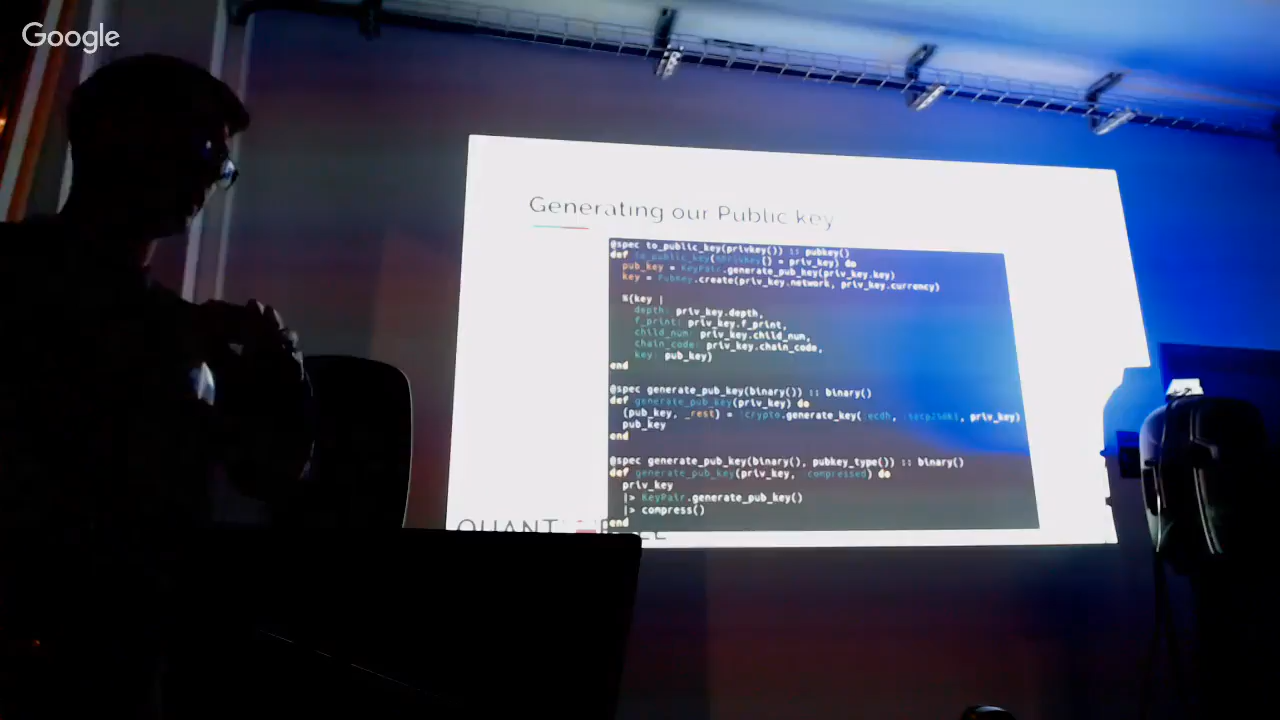 Google
Generating our Public key
@spec to_public_key(privkey()) :: pubkey()
def to_public_key(%PrivKey{} = priv_key) do
pub_key = KeyPair.generate_pub_key(priv_key.key)
key = PubKey.create(priv_key.network, priv_key.currency)
%{key |
depth: priv_key.depth,
f_print: priv_key.f_print,
child_num: priv_key.child_num,
chain_code: priv_key.chain_code,
key: pub_key}
end
@spec generate_pub_key(binary()) :: binary()
def generate_pub_key(priv_key) do
{pub_key, _rest} = :crypto.generate_key(:ecdh, :secp256k1, priv_key)
pub_key
end
@spec generate_pub_key(binary(), pubkey_type()) :: binary()
def generate_pub_key(priv_key, :compressed) do
priv_key
|> KeyPair.generate_pub_key()
|> compress()
end